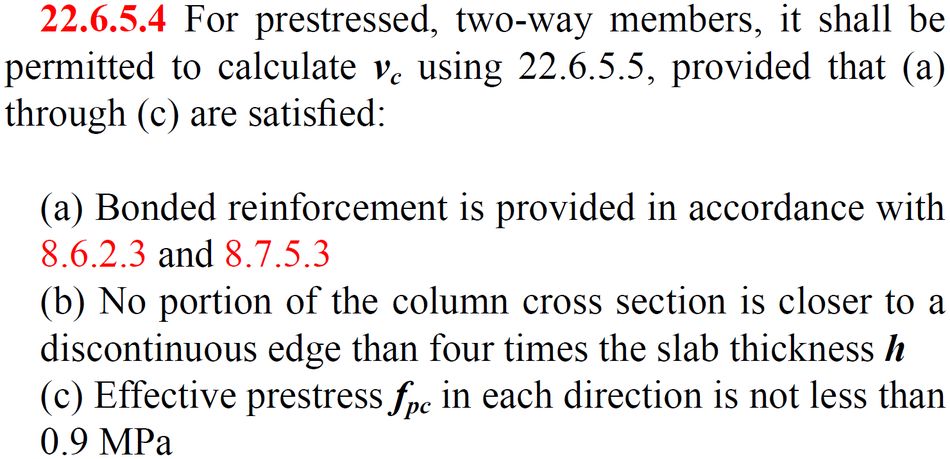 22.6.5.4 For prestressed, two-way members, it shall be
permitted to calculate vc using 22.6.5.5, provided that (a)
through (c) are satisfied:
(a) Bonded reinforcement is provided in accordance with
8.6.2.3 and 8.7.5.3
(b) No portion of the column cross section is closer to a
discontinuous edge than four times the slab thickness h
(c) Effective prestress fpc in each direction is not less than
0.9 MPa